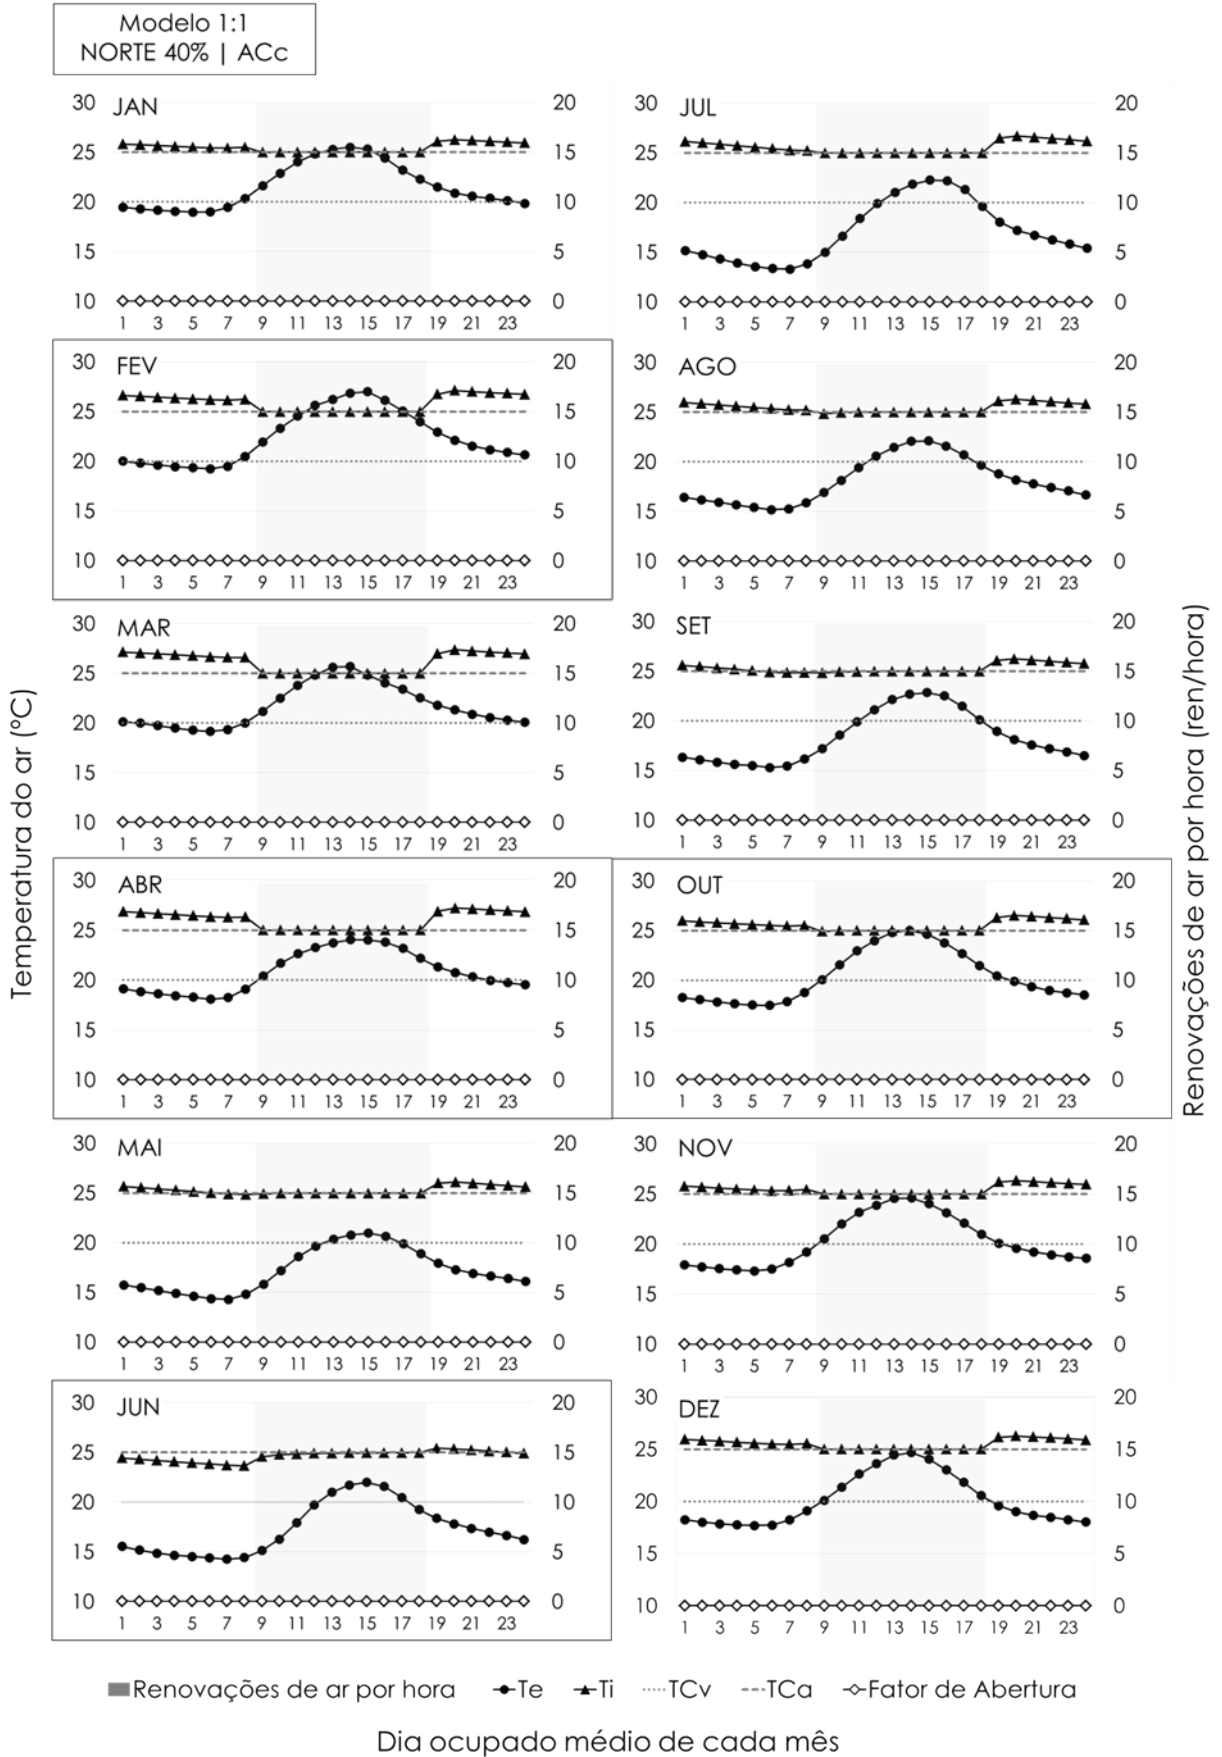 Modelo 1:1
NORTE 40% | ACc
JAN
30 25 20 15 10
20 15 10 5 0
1 3 5 7 9 11 13 15 17 19 21 23
JUL
30 25 20 15 10
20 15 10 5 0
1 3 5 7 9 11 13 15 17 19 21 23
FEV
30 25 20 15 10
20 15 10 5 0
1 3 5 7 9 11 13 15 17 19 21 23
AGO
30 25 20 15 10
20 15 10 5 0
1 3 5 7 9 11 13 15 17 19 21 23
MAR
30 25 20 15 10
20 15 10 5 0
1 3 5 7 9 11 13 15 17 19 21 23
SET
30 25 20 15 10
20 15 10 5 0
1 3 5 7 9 11 13 15 17 19 21 23
ABR
30 25 20 15 10
20 15 10 5 0
1 3 5 7 9 11 13 15 17 19 21 23
OUT
30 25 20 15 10
20 15 10 5 0
1 3 5 7 9 11 13 15 17 19 21 23
MAI
30 25 20 15 10
20 15 10 5 0
1 3 5 7 9 11 13 15 17 19 21 23
NOV
30 25 20 15 10
20 15 10 5 0
1 3 5 7 9 11 13 15 17 19 21 23
JUN
30 25 20 15 10
20 15 10 5 0
1 3 5 7 9 11 13 15 17 19 21 23
DEZ
30 25 20 15 10
20 15 10 5 0
1 3 5 7 9 11 13 15 17 19 21 23
Temperatura do ar (°C)
Renovações de ar por hora (ren/hora)
Renovações de ar por hora Te Ti TCv TCa Fator de Abertura
Dia ocupado médio de cada mês